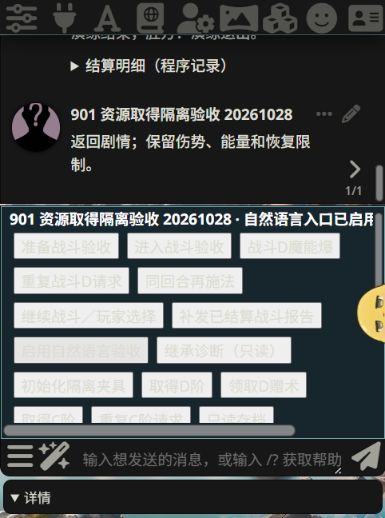 演练结束，胜方：演练退出。
▶ 结算明细（程序记录）
901 资源取得隔离验收 20261028
返回剧情；保留伤势、能量和恢复限
制。
1/1
901 资源取得隔离验收 20261028 · 自然语言入口已启用
准备战斗验收 进入战斗验收 战斗D魔能爆
重复战斗D请求 同回合再施法
继续战斗／玩家选择 补发已结算战斗报告
启用自然语言验收 继承诊断（只读）
初始化隔离夹具 取得D阶 领取D赠术
取得C阶 重复C阶请求 只读存档
输入想发送的消息，或输入 /? 获取帮助
▼ 详情